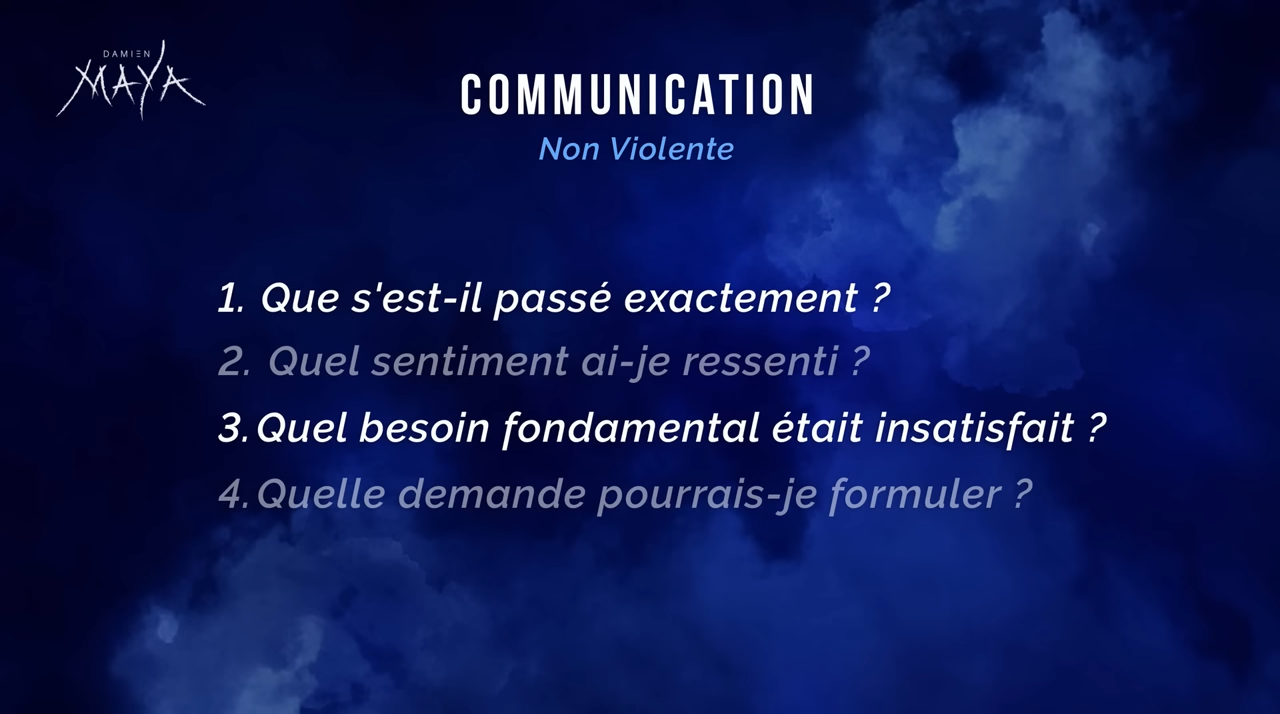 DAMIEN
MAYA
COMMUNICATION
Non Violente
1. Que s'est-il passé exactement ?
2. Quel sentiment ai-je ressenti ?
3. Quel besoin fondamental était insatisfait ?
4. Quelle demande pourrais-je formuler ?